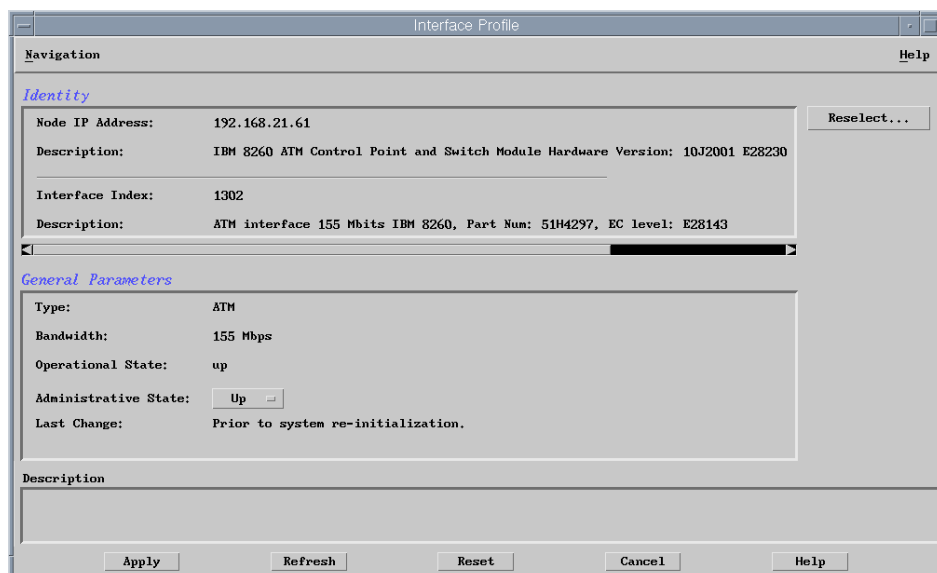 Interface Profile
Navigation Help
Identity
Node IP Address: 192.168.21.61
Reselect...
Description: IBM 8260 ATM Control Point and Switch Module Hardware Version: 10J2001 E28230
Interface Index: 1302
Description: ATM interface 155 Mbits IBM 8260, Part Num: 51H4297, EC level: E28143
General Parameters
Type: ATM
Bandwidth: 155 Mbps
Operational State: up
Administrative State: Up
Last Change: Prior to system re-initialization.
Description
Apply Refresh Reset Cancel Help